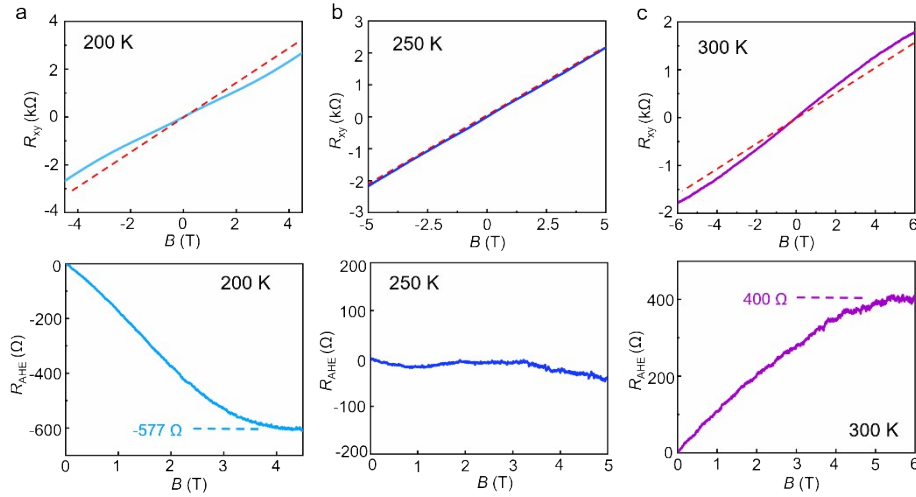 a
200 K
R_xy (kΩ)
4
2
0
-2
-4
-4 -2 0 2 4
B (T)
b
250 K
R_xy (kΩ)
3
2
1
0
-1
-2
-3
-5 -2.5 0 2.5 5
B (T)
c
300 K
R_xy (kΩ)
2
1
0
-1
-2
-6 -4 -2 0 2 4 6
B (T)
200 K
R_AHE (Ω)
0
-200
-400
-600
-577 Ω
0 1 2 3 4
B (T)
250 K
R_AHE (Ω)
200
100
0
-100
-200
0 1 2 3 4 5
B (T)
400 Ω
300 K
R_AHE (Ω)
400
200
0
0 1 2 3 4 5 6
B (T)